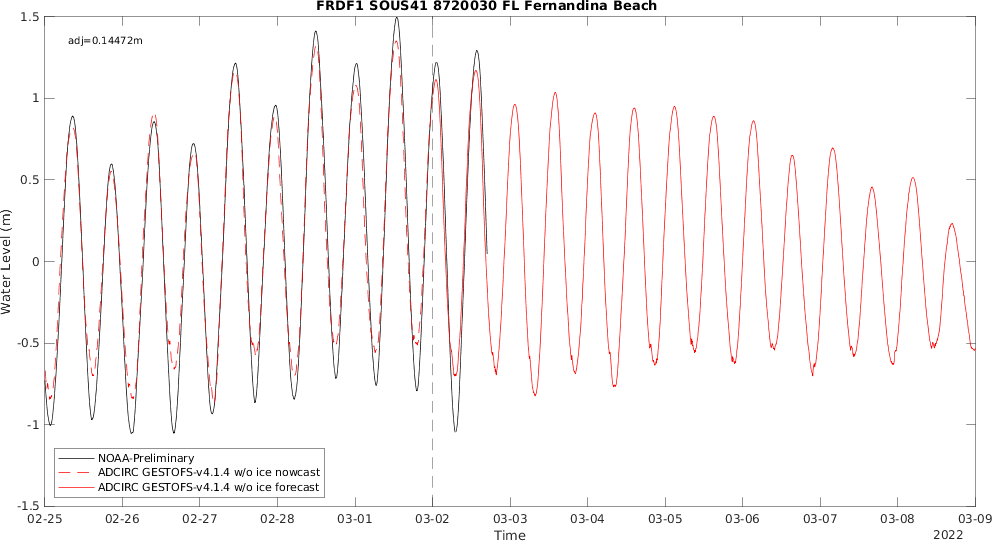 FRDF1 SOUS41 8720030 FL Fernandina Beach
adj=0.14472m
1.5
1
0.5
0
-0.5
-1
-1.5
Water Level (m)
NOAA-Preliminary
ADCIRC GESTOFS-v4.1.4 w/o ice nowcast
ADCIRC GESTOFS-v4.1.4 w/o ice forecast
02-25 02-26 02-27 02-28 03-01 03-02 03-03 03-04 03-05 03-06 03-07 03-08 03-09
Time
2022